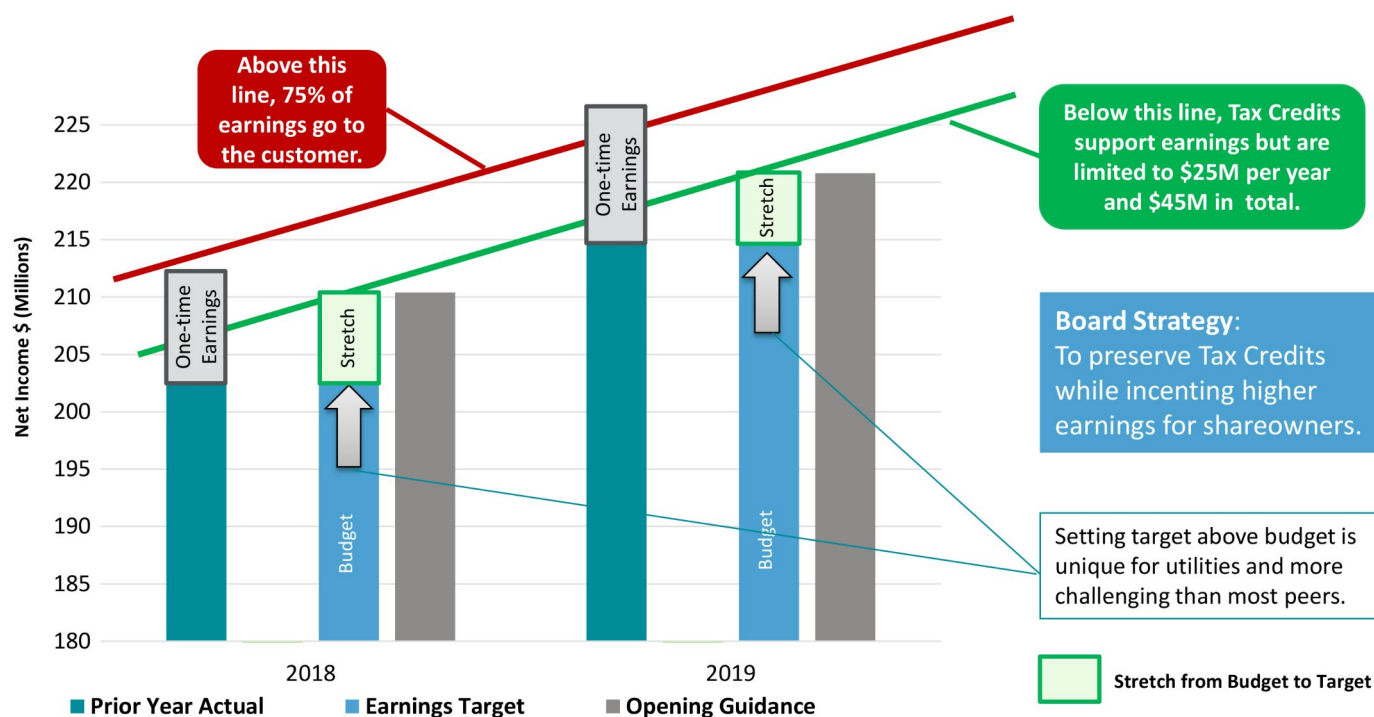 Above this
line, 75% of
earnings go to
the customer.
Below this line, Tax Credits
support earnings but are
limited to $25M per year
and $45M in  total.
Net Income $ (Millions)
225
220
215
210
205
200
195
190
185
180
One-time
Earnings
Stretch
Budget
One-time
Earnings
Stretch
Budget
2018
2019
Prior Year Actual
Earnings Target
Opening Guidance
Board Strategy:
To preserve Tax Credits
while incenting higher
earnings for shareowners.
Setting target above budget is
unique for utilities and more
challenging than most peers.
Stretch from Budget to Target